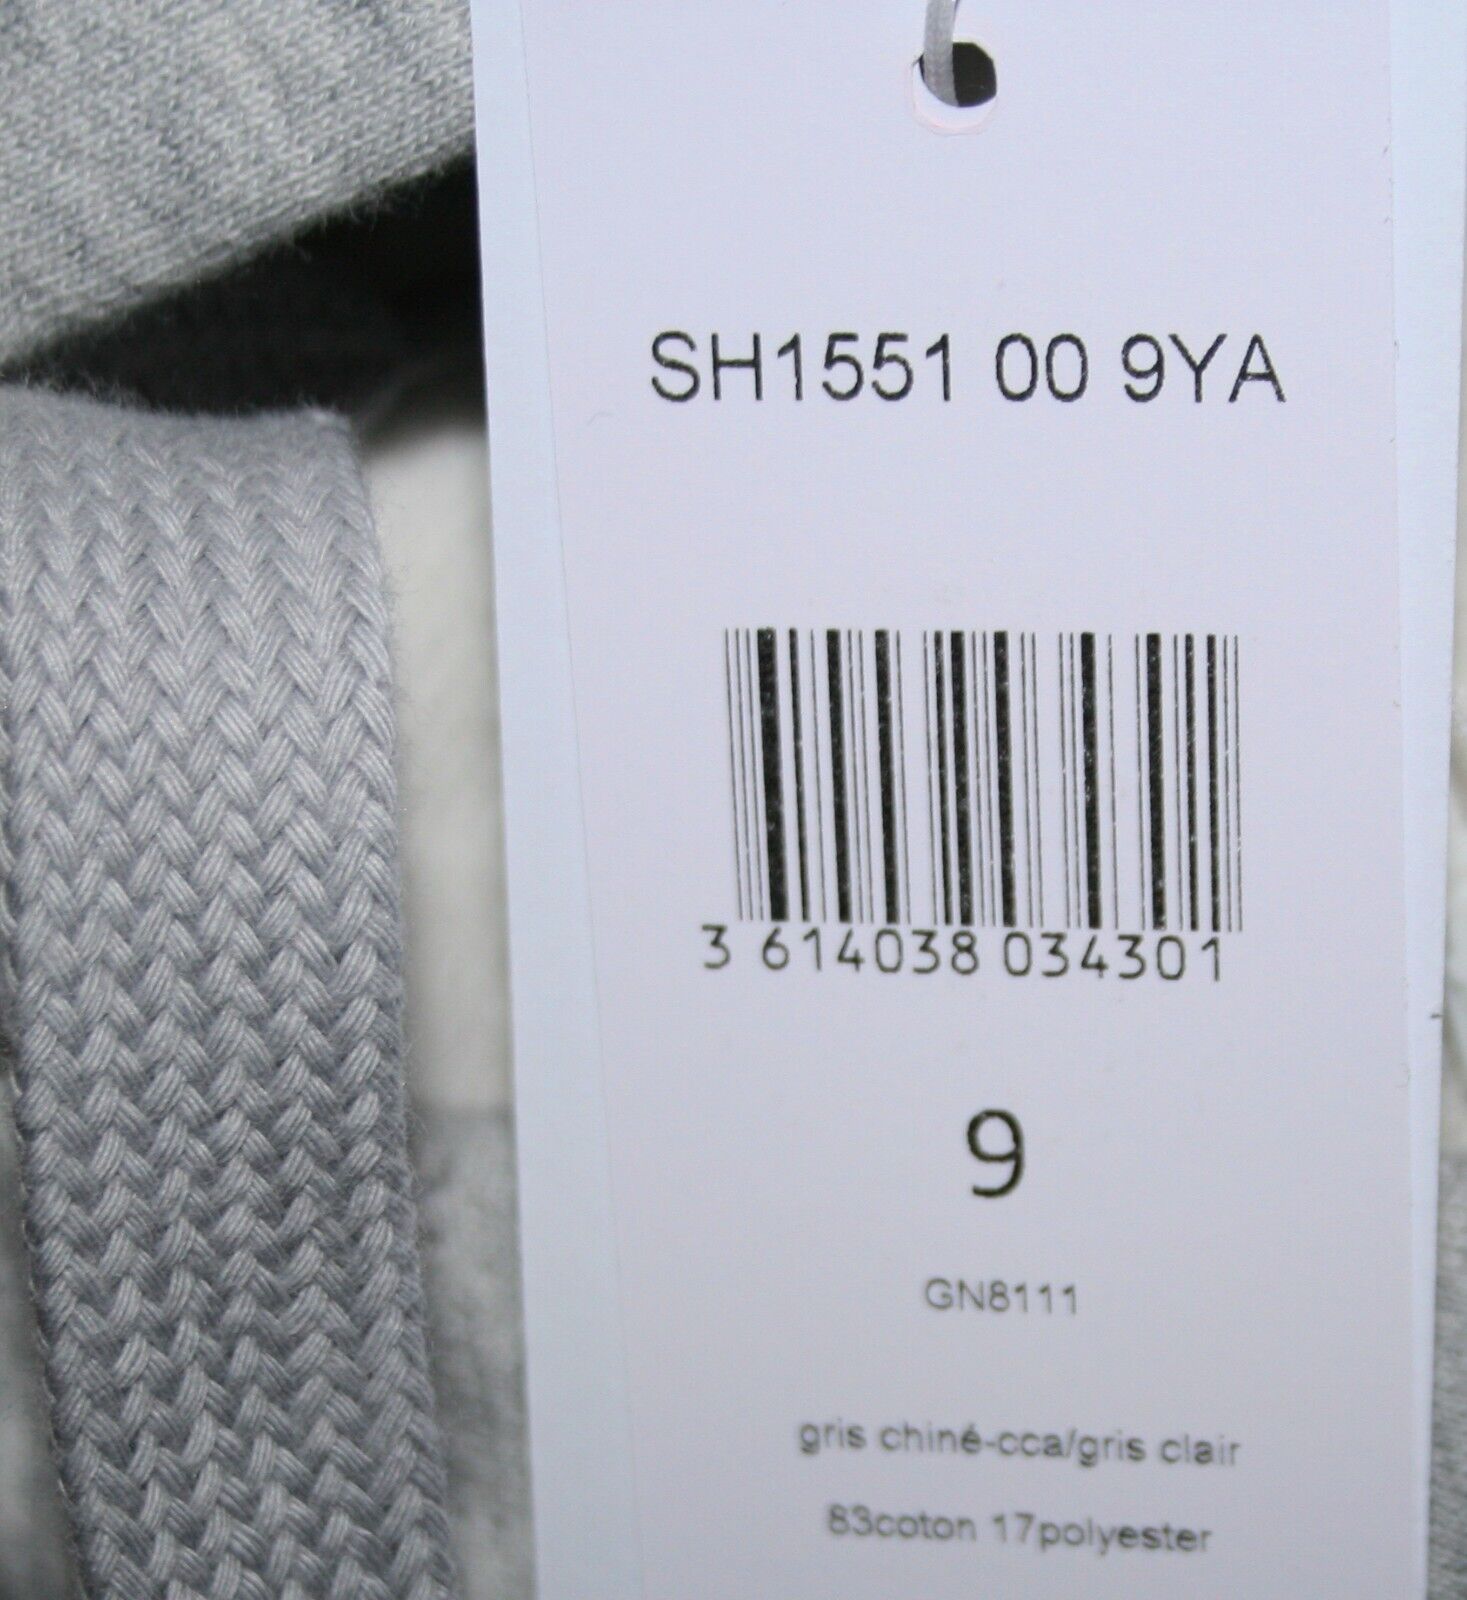 SH1551 00 9YA
3 614038 034301
9
GN8111
gris chiné-cca/gris clair
83coton 17polyester